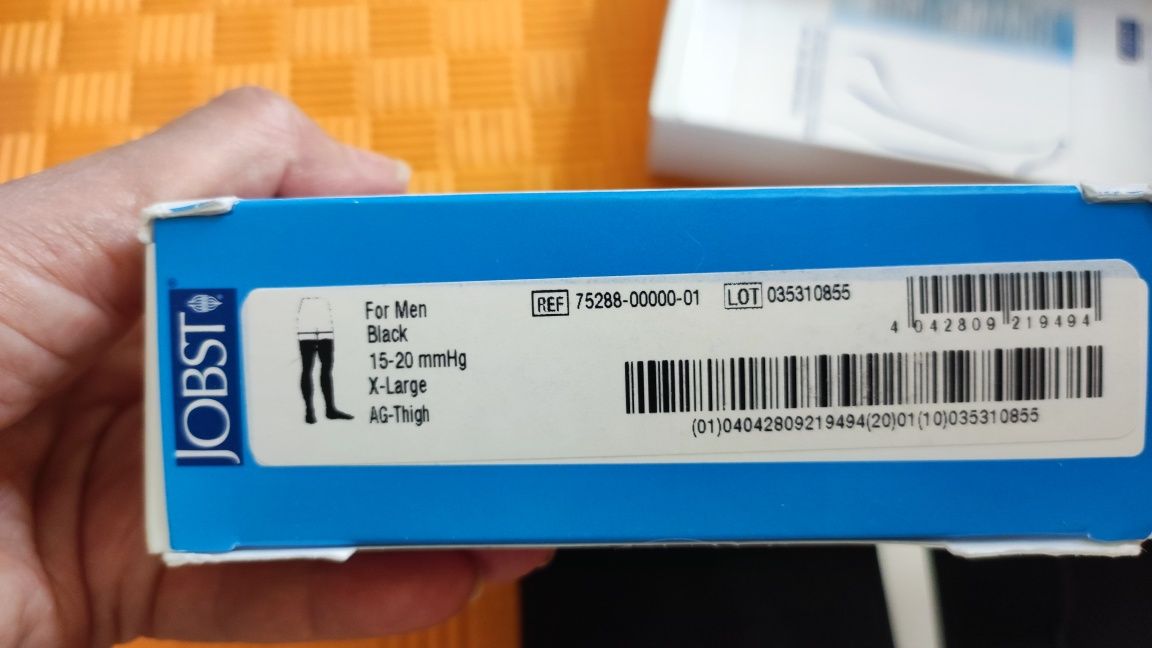 JOBST®
For Men
Black
15-20 mmHg
X-Large
AG-Thigh
REF 75288-00000-01
LOT 035310855
4 042809 219494
(01)04042809219494(20)01(10)035310855